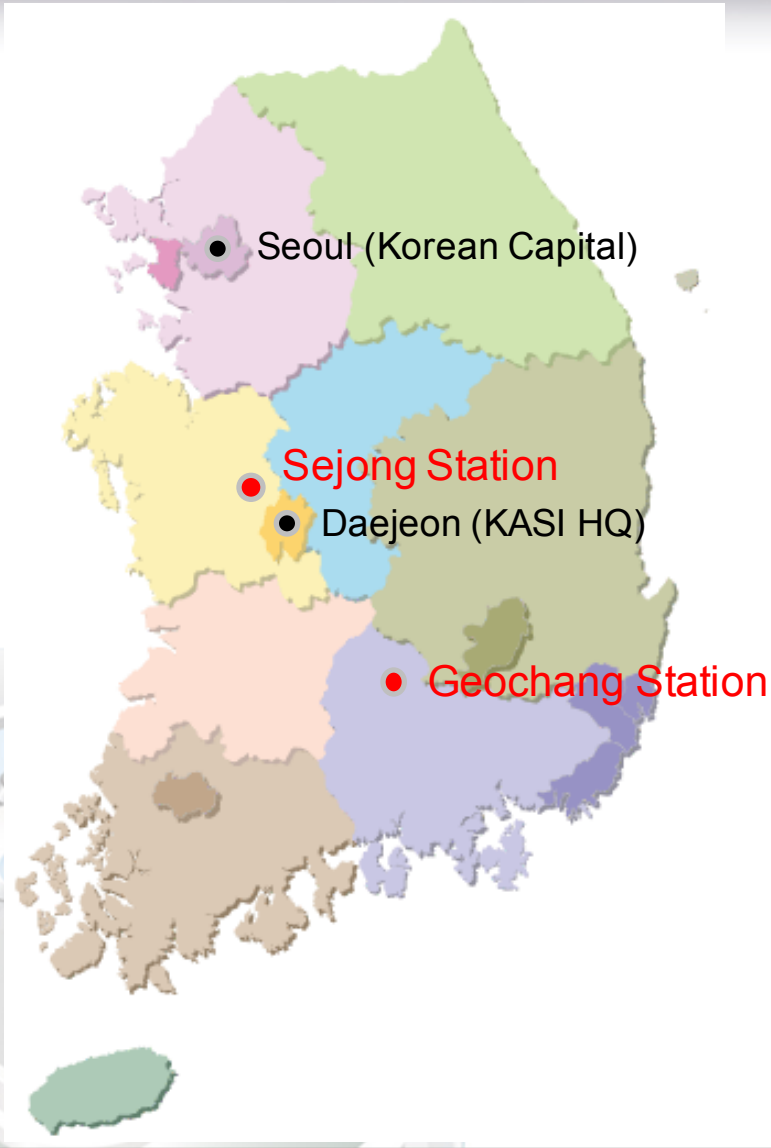 Seoul (Korean Capital)
Sejong Station
Daejeon (KASI HQ)
Geochang Station